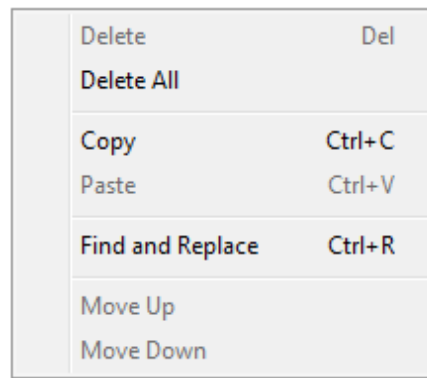 Delete Del
Delete All
Copy Ctrl+C
Paste Ctrl+V
Find and Replace Ctrl+R
Move Up
Move Down